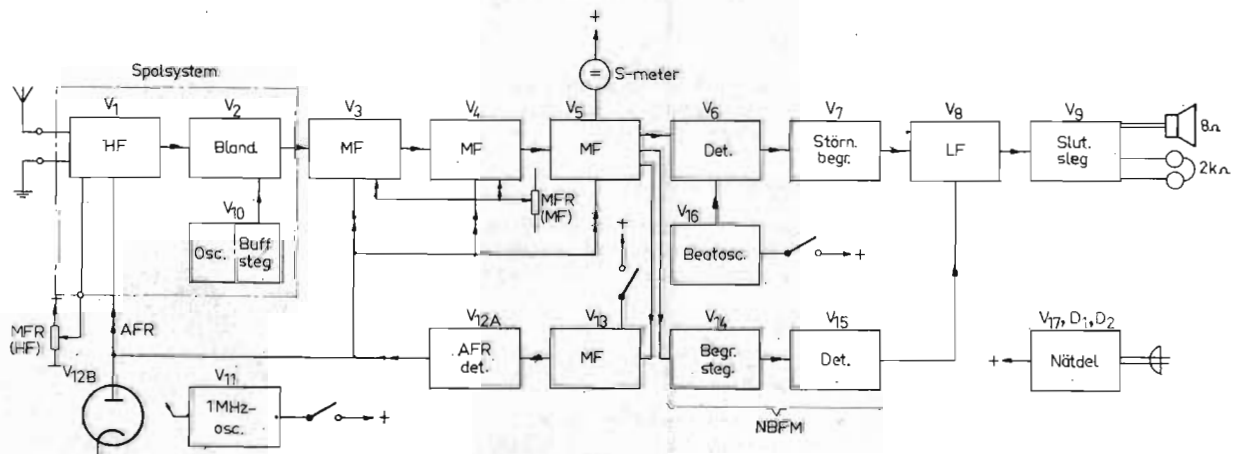 Spolsystem
S-meter
V1
HF
V2
Bland.
V3
MF
V4
MF
V5
MF
V6
Det.
V7
Störn.
begr.
V8
LF
V9
Slut.
steg
8Ω
2kΩ
V10
Osc.
Buff
steg
MFR
(MF)
V16
Beatosc.
+
+
+
+
MFR
(HF)
AFR
V12A
AFR
det.
V13
MF
V14
Begr.
steg.
V15
Det.
V17, D1, D2
Nätdel
+
V12B
V11
1MHz-
osc.
+
NBFM